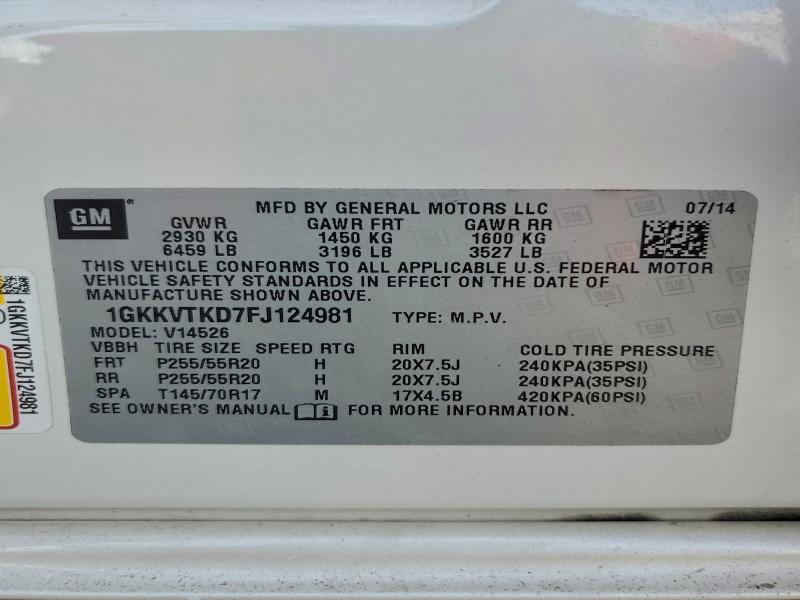 GM
MFD BY GENERAL MOTORS LLC 07/14
GVWR GAWR FRT GAWR RR
2930 KG 1450 KG 1600 KG
6459 LB 3196 LB 3527 LB
THIS VEHICLE CONFORMS TO ALL APPLICABLE U.S. FEDERAL MOTOR
VEHICLE SAFETY STANDARDS IN EFFECT ON THE DATE OF
MANUFACTURE SHOWN ABOVE.
1GKKVTKD7FJ124981 TYPE: M.P.V.
MODEL: V14526
VBBH TIRE SIZE SPEED RTG RIM COLD TIRE PRESSURE
FRT P255/55R20 H 20X7.5J 240KPA(35PSI)
RR P255/55R20 H 20X7.5J 240KPA(35PSI)
SPA T145/70R17 M 17X4.5B 420KPA(60PSI)
SEE OWNER'S MANUAL FOR MORE INFORMATION.
1GKKVTKD7FJ124981